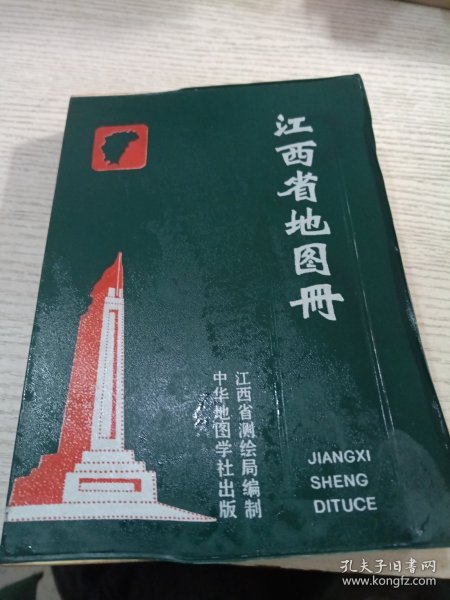 江西省地图册
江西省测绘局编制
中华地图学社出版
JIANGXI
SHENG
DITUCE
孔夫子旧书网
www.kongfz.com